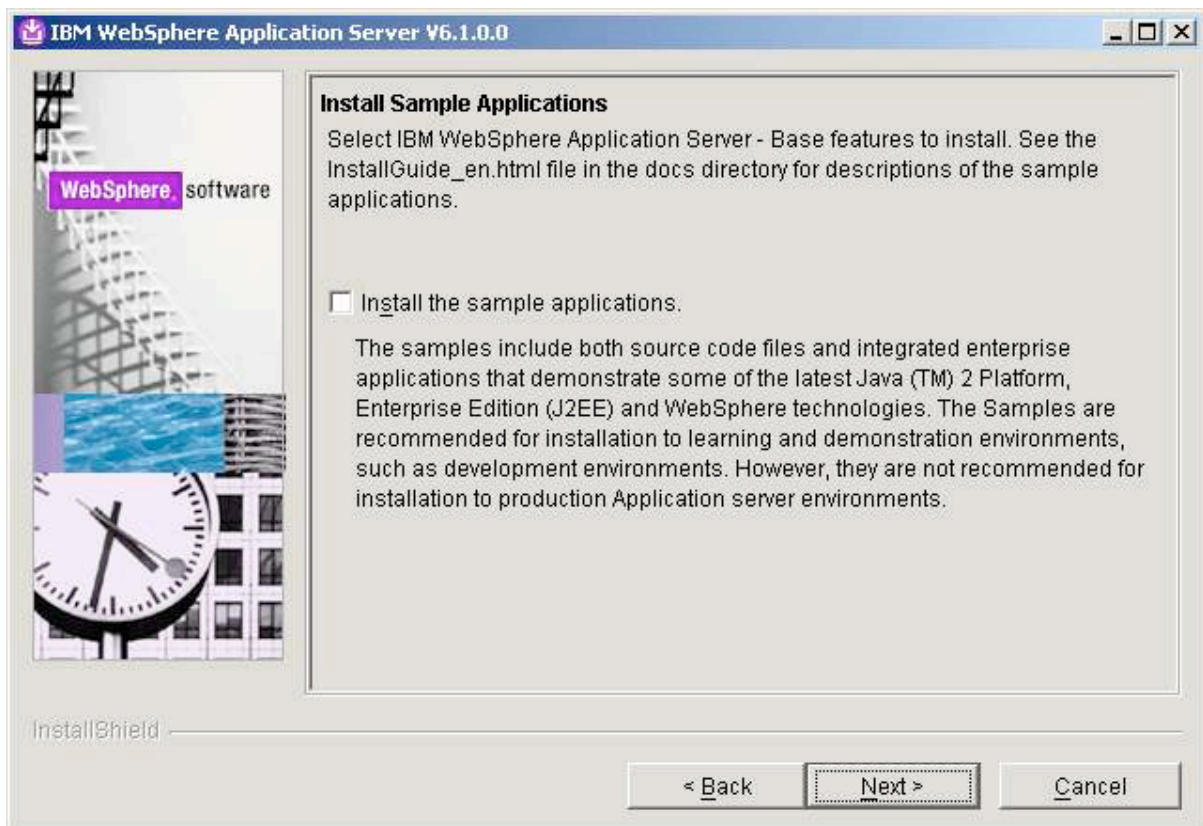 IBM WebSphere Application Server V6.1.0.0
WebSphere. software
Install Sample Applications
Select IBM WebSphere Application Server - Base features to install. See the
InstallGuide_en.html file in the docs directory for descriptions of the sample
applications.
Install the sample applications.
The samples include both source code files and integrated enterprise
applications that demonstrate some of the latest Java (TM) 2 Platform,
Enterprise Edition (J2EE) and WebSphere technologies. The Samples are
recommended for installation to learning and demonstration environments,
such as development environments. However, they are not recommended for
installation to production Application server environments.
InstallShield
< Back Next > Cancel